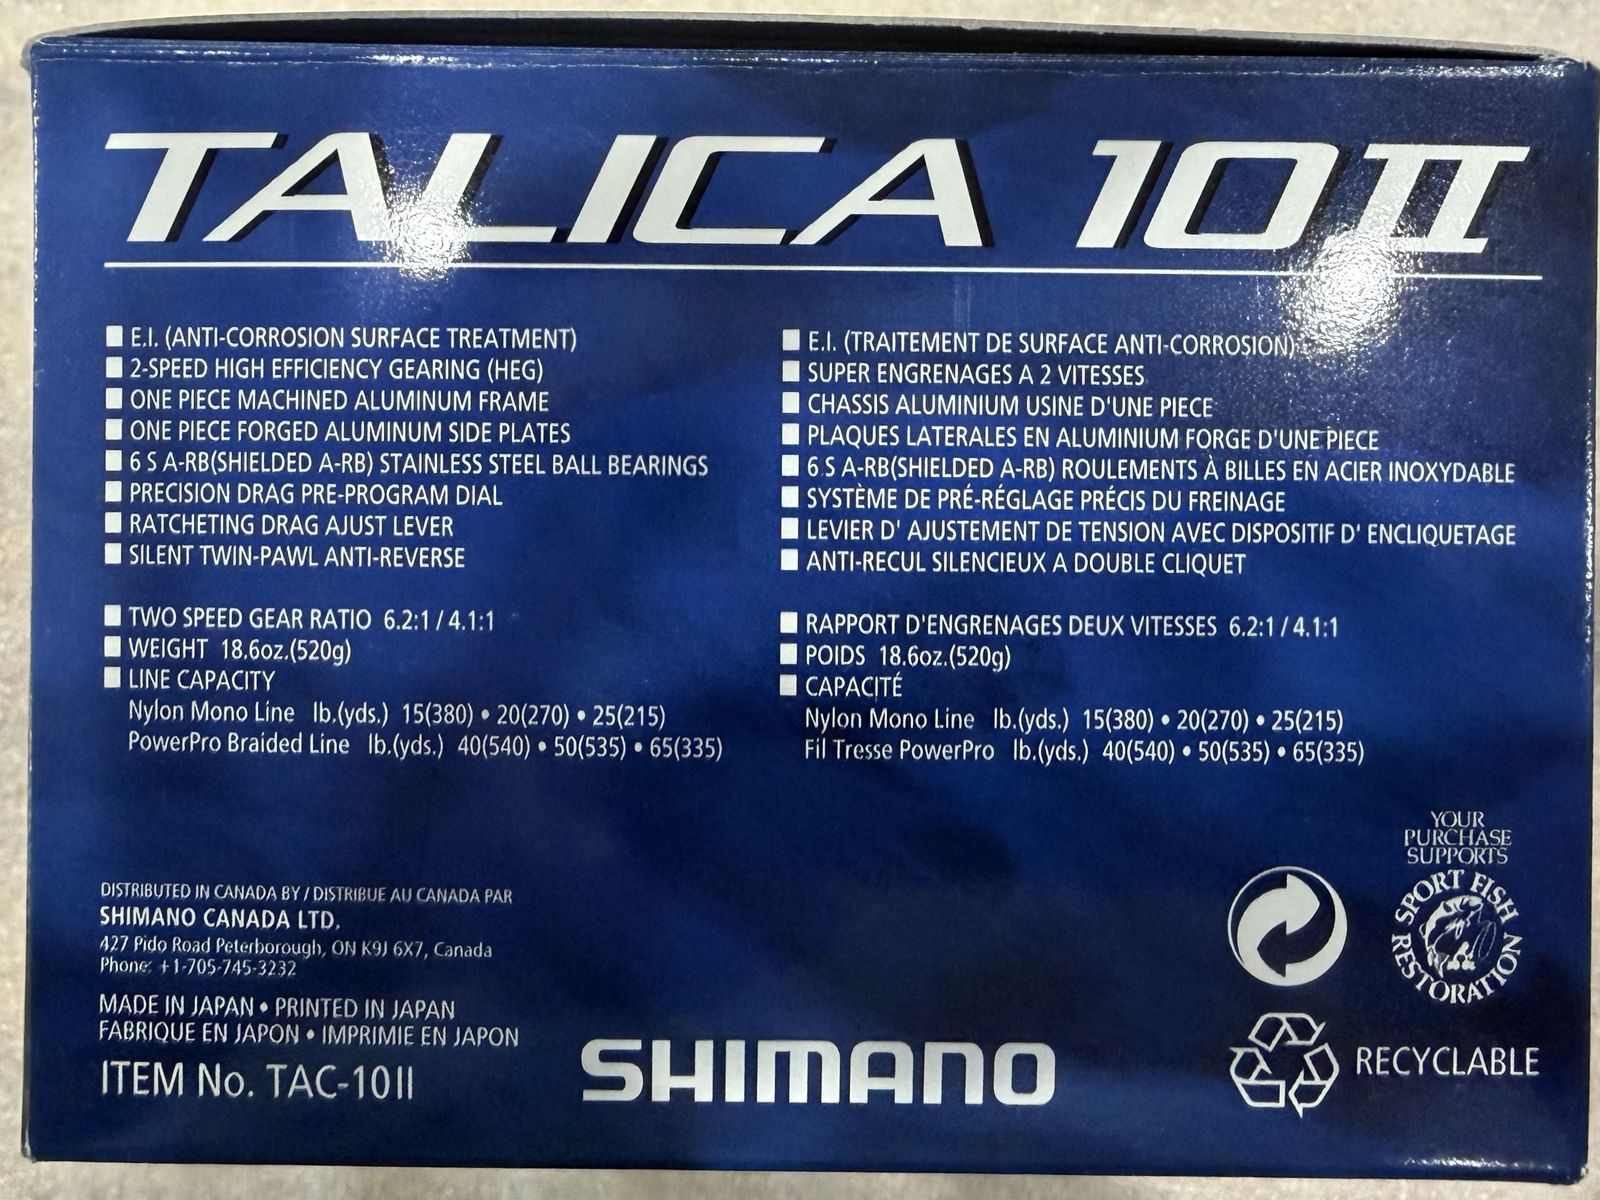 TALICA 10II
■ E.I. (ANTI-CORROSION SURFACE TREATMENT)
■ 2-SPEED HIGH EFFICIENCY GEARING (HEG)
■ ONE PIECE MACHINED ALUMINUM FRAME
■ ONE PIECE FORGED ALUMINUM SIDE PLATES
■ 6 S A-RB(SHIELDED A-RB) STAINLESS STEEL BALL BEARINGS
■ PRECISION DRAG PRE-PROGRAM DIAL
■ RATCHETING DRAG AJUST LEVER
■ SILENT TWIN-PAWL ANTI-REVERSE
■ TWO SPEED GEAR RATIO 6.2:1 / 4.1:1
■ WEIGHT 18.6oz.(520g)
■ LINE CAPACITY
Nylon Mono Line lb.(yds.) 15(380) • 20(270) • 25(215)
PowerPro Braided Line lb.(yds.) 40(540) • 50(535) • 65(335)
■ E.I. (TRAITEMENT DE SURFACE ANTI-CORROSION)
■ SUPER ENGRENAGES A 2 VITESSES
■ CHASSIS ALUMINIUM USINE D'UNE PIECE
■ PLAQUES LATERALES EN ALUMINIUM FORGE D'UNE PIECE
■ 6 S A-RB(SHIELDED A-RB) ROULEMENTS À BILLES EN ACIER INOXYDABLE
■ SYSTÈME DE PRÉ-RÉGLAGE PRÉCIS DU FREINAGE
■ LEVIER D' AJUSTEMENT DE TENSION AVEC DISPOSITIF D' ENCLIQUETAGE
■ ANTI-RECUL SILENCIEUX A DOUBLE CLIQUET
■ RAPPORT D'ENGRENAGES DEUX VITESSES 6.2:1 / 4.1:1
■ POIDS 18.6oz.(520g)
■ CAPACITÉ
Nylon Mono Line lb.(yds.) 15(380) • 20(270) • 25(215)
Fil Tresse PowerPro lb.(yds.) 40(540) • 50(535) • 65(335)
YOUR
PURCHASE
SUPPORTS
SPORT FISH
RESTORATION
DISTRIBUTED IN CANADA BY / DISTRIBUE AU CANADA PAR
SHIMANO CANADA LTD.
427 Pido Road Peterborough, ON K9J 6X7, Canada
Phone: +1-705-745-3232
MADE IN JAPAN • PRINTED IN JAPAN
FABRIQUE EN JAPON • IMPRIMIE EN JAPON
ITEM No. TAC-10II
SHIMANO
RECYCLABLE